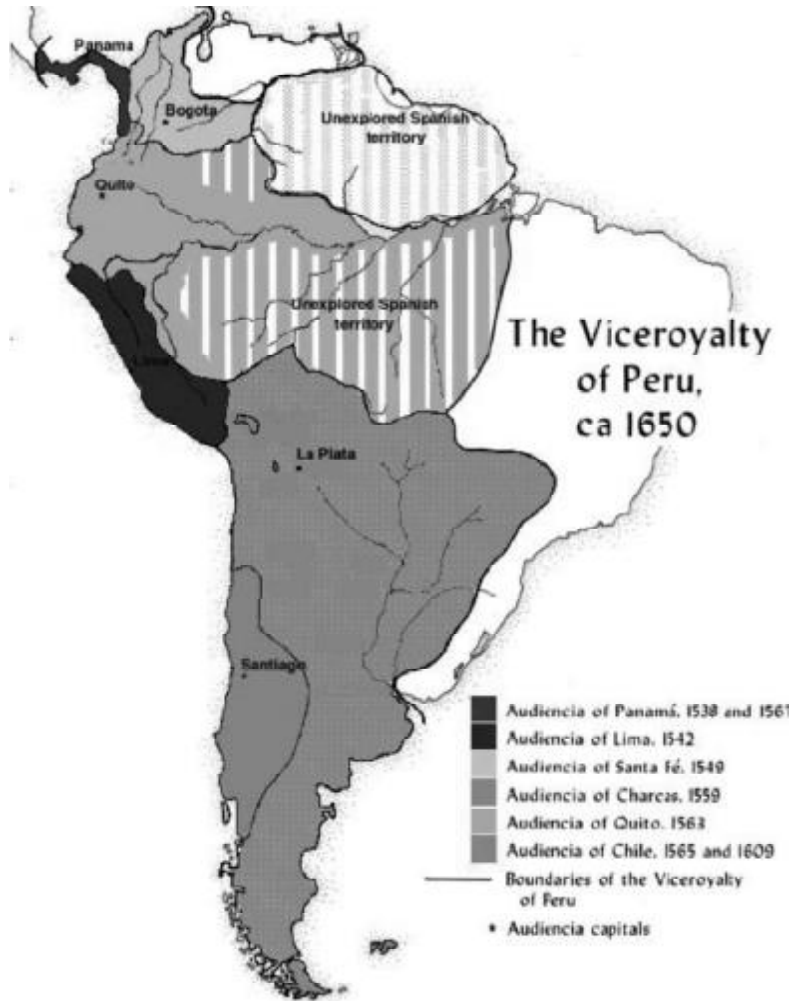 Panama
Bogota
Unexplored Spanish
territory
Quito
Unexplored Spanish
territory
Lima
The Viceroyalty
of Peru,
ca 1650
La Plata
Santiago
Audiencia of Panamá, 1538 and 1567
Audiencia of Lima, 1542
Audiencia of Santa Fé, 1549
Audiencia of Charcas, 1559
Audiencia of Quito, 1563
Audiencia of Chile, 1565 and 1609
Boundaries of the Viceroyalty
of Peru
Audiencia capitals